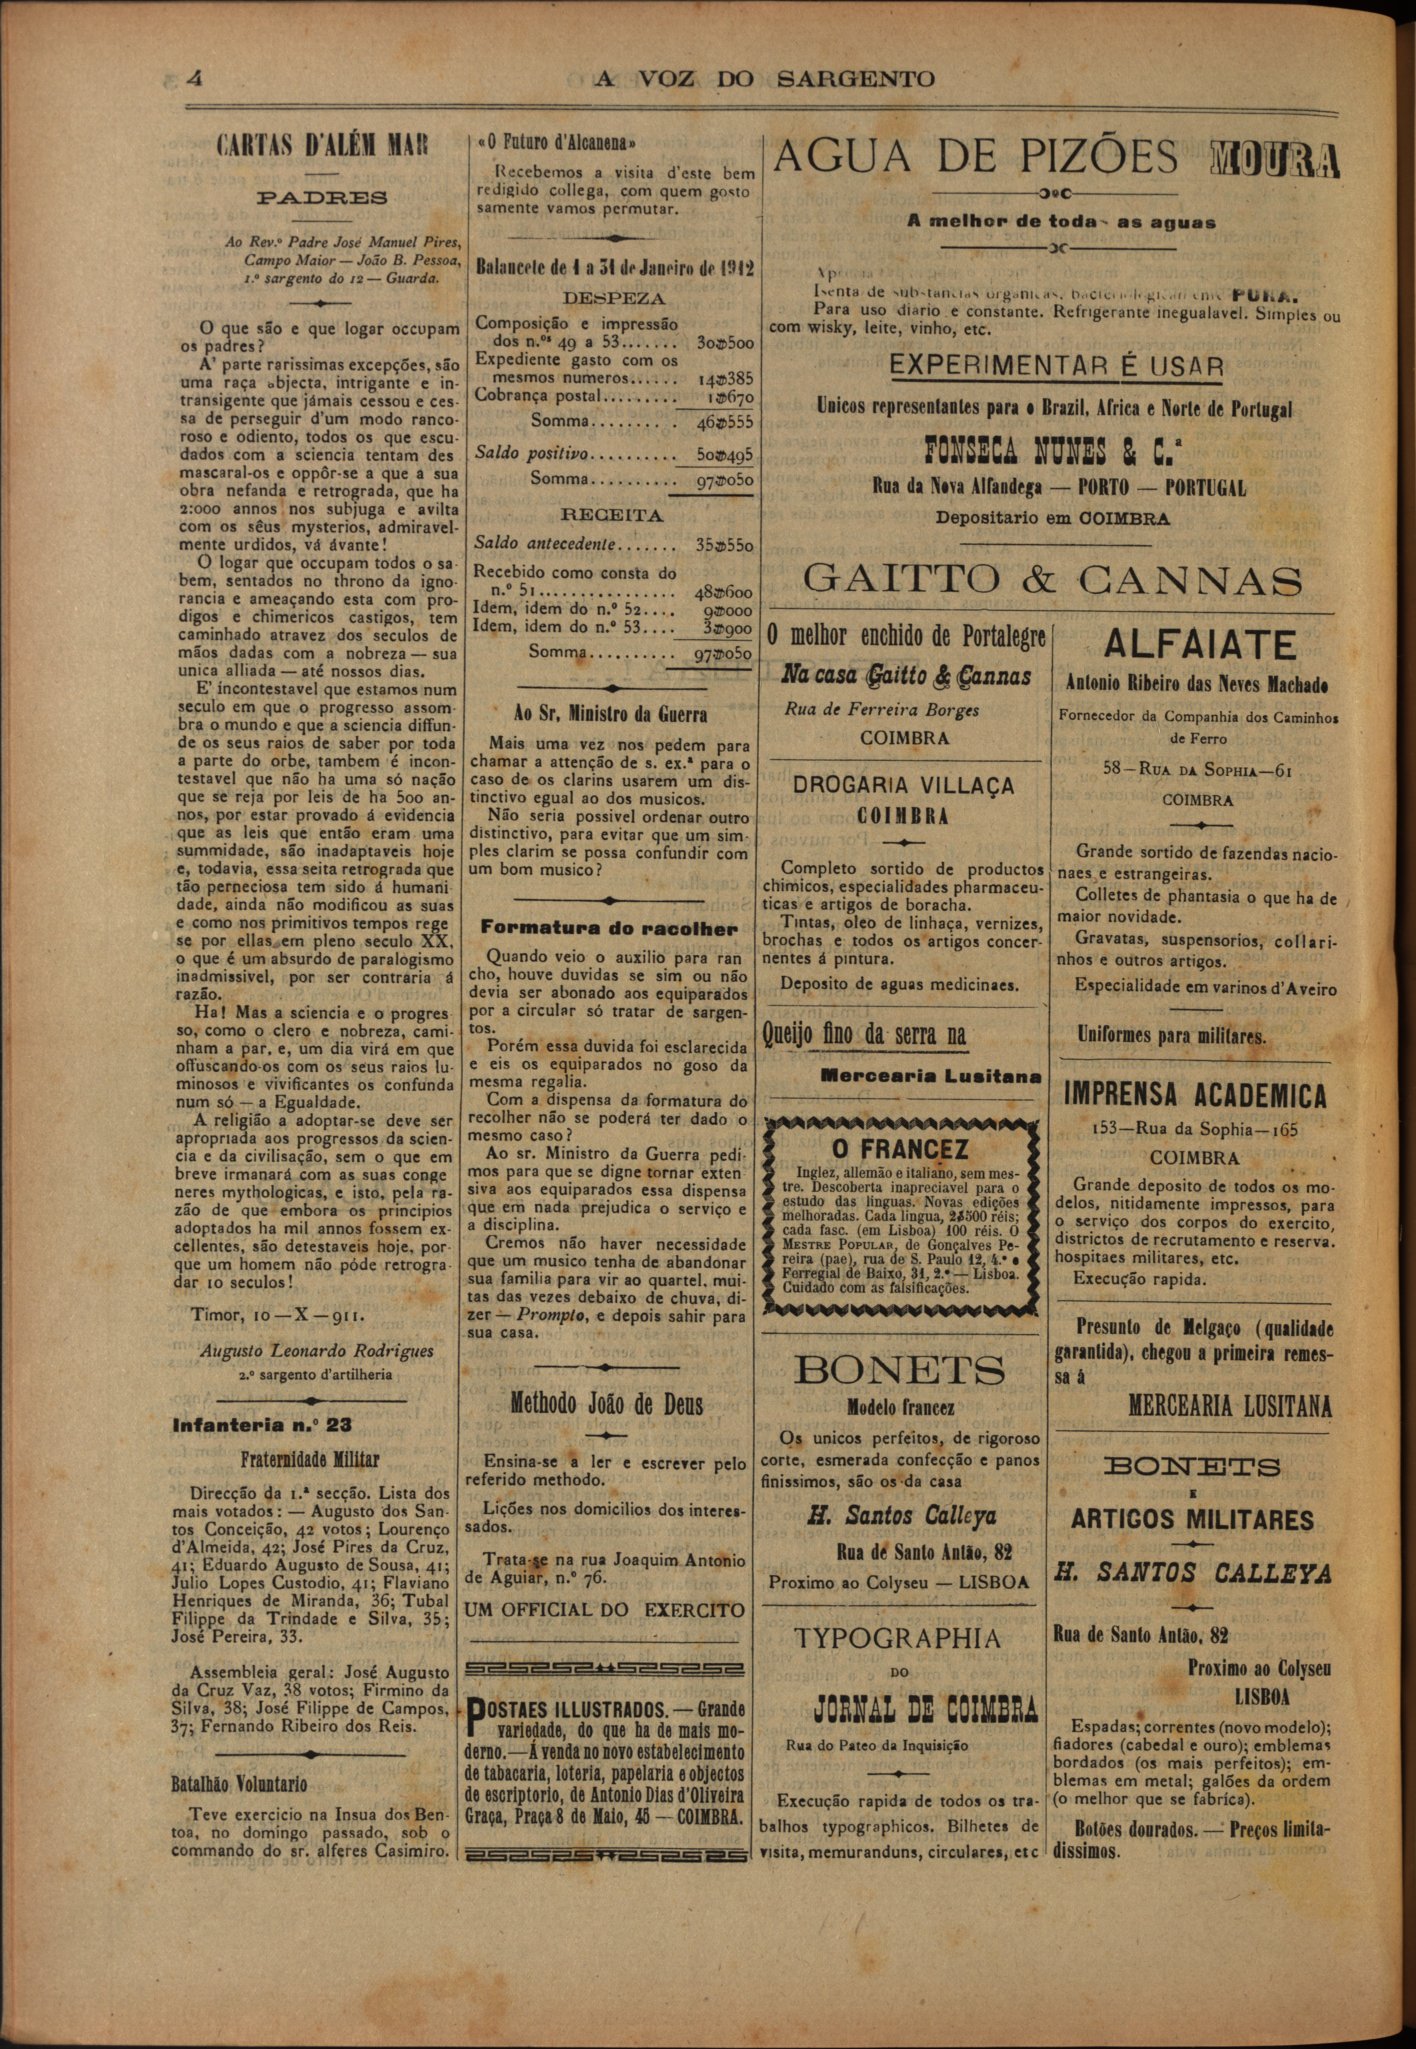 4
A VOZ DO SARGENTO
CARTAS D'ALÉM MAR
PADRES
Ao Rev.º Padre José Manuel Pires,
Campo Maior — João B. Pessoa,
1.º sargento do 12 — Guarda.
O que são e que logar occupam
os padres?
A' parte rarissimas excepções, são
uma raça abjecta, intrigante e in-
transigente que jámais cessou e ces-
sa de perseguir d'um modo ranco-
roso e odiento, todos os que escu-
dados com a sciencia tentam des
mascaral-os e oppôr-se a que a sua
obra nefanda e retrograda, que ha
2:000 annos nos subjuga e avilta
com os sêus mysterios, admiravel-
mente urdidos, vá ávante!
O logar que occupam todos o sa-
bem, sentados no throno da igno-
rancia e ameaçando esta com pro-
digos e chimericos castigos, tem
caminhado atravez dos seculos de
mãos dadas com a nobreza — sua
unica alliada — até nossos dias.
E' incontestavel que estamos num
seculo em que o progresso assom-
bra o mundo e que a sciencia diffun-
de os seus raios de saber por toda
a parte do orbe, tambem é incon-
testavel que não ha uma só nação
que se reja por leis de ha 500 an-
nos, por estar provado á evidencia
que as leis que então eram uma
summidade, são inadaptaveis hoje
e, todavia, essa seita retrograda que
tão perneciosa tem sido á humani
dade, ainda não modificou as suas
e como nos primitivos tempos rege
se por ellas em pleno seculo XX,
o que é um absurdo de paralogismo
inadmissivel, por ser contraria á
razão.
Ha! Mas a sciencia e o progres
so, como o clero e nobreza, cami-
nham a par, e, um dia virá em que
offuscando-os com os seus raios lu-
minosos e vivificantes os confunda
num só — a Egualdade.
A religião a adoptar-se deve ser
apropriada aos progressos da scien-
cia e da civilisação, sem o que em
breve irmanará com as suas conge
neres mythologicas, e isto, pela ra-
zão de que embora os principios
adoptados ha mil annos fossem ex-
cellentes, são detestaveis hoje, por-
que um homem não póde retrogra-
dar 10 seculos!
Timor, 10 — X — 911.
Augusto Leonardo Rodrigues
2.º sargento d'artilheria
Infanteria n.º 23
Fraternidade Militar
Direcção da 1.ª secção. Lista dos
mais votados: — Augusto dos San-
tos Conceição, 42 votos; Lourenço
d'Almeida, 42; José Pires da Cruz,
41; Eduardo Augusto de Sousa, 41;
Julio Lopes Custodio, 41; Flaviano
Henriques de Miranda, 36; Tubal
Filippe da Trindade e Silva, 35;
José Pereira, 33.
Assembleia geral: José Augusto
da Cruz Vaz, 38 votos; Firmino da
Silva, 38; José Filippe de Campos,
37; Fernando Ribeiro dos Reis.
Batalhão Voluntario
Teve exercicio na Insua dos Ben-
toa, no domingo passado, sob o
commando do sr. alferes Casimiro.
«O Futuro d'Alcanena»
Recebemos a visita d'este bem
redigido collega, com quem gosto
samente vamos permutar.
Balancete de 1 a 31 de Janeiro de 1912
DESPEZA
Composição e impressão
dos n.ºs 49 a 53....... 30$500
Expediente gasto com os
mesmos numeros...... 14$385
Cobrança postal......... 1$670
Somma......... 46$555
Saldo positivo.......... 50$495
Somma.......... 97$050
RECEITA
Saldo antecedente....... 35$550
Recebido como consta do
n.º 51................ 48$600
Idem, idem do n.º 52.... 9$000
Idem, idem do n.º 53.... 3$900
Somma.......... 97$050
Ao Sr, Ministro da Guerra
Mais uma vez nos pedem para
chamar a attenção de s. ex.ª para o
caso de os clarins usarem um dis-
tinctivo egual ao dos musicos.
Não seria possivel ordenar outro
distinctivo, para evitar que um sim-
ples clarim se possa confundir com
um bom musico?
Formatura do racolher
Quando veio o auxilio para ran
cho, houve duvidas se sim ou não
devia ser abonado aos equiparados
por a circular só tratar de sargen-
tos.
Porém essa duvida foi esclarecida
e eis os equiparados no goso da
mesma regalia.
Com a dispensa da formatura do
recolher não se poderá ter dado o
mesmo caso?
Ao sr. Ministro da Guerra pedi-
mos para que se digne tornar exten
siva aos equiparados essa dispensa
que em nada prejudica o serviço e
a disciplina.
Cremos não haver necessidade
que um musico tenha de abandonar
sua familia para vir ao quartel, mui-
tas das vezes debaixo de chuva, di-
zer — Prompto, e depois sahir para
sua casa.
Methodo João de Deus
Ensina-se a ler e escrever pelo
referido methodo.
Lições nos domicilios dos interes-
sados.
Trata-se na rua Joaquim Antonio
de Aguiar, n.º 76.
UM OFFICIAL DO EXERCITO
POSTAES ILLUSTRADOS. — Grande
variedade, do que ha de mais mo-
derno.—Á venda no novo estabelecimento
de tabacaria, loteria, papelaria e objectos
de escriptorio, de Antonio Dias d'Oliveira
Graça, Praça 8 de Maio, 45 — COIMBRA.
AGUA DE PIZÕES MOURA
A melhor de toda as aguas
Isenta de substancias organicas, PURA.
Para uso diario e constante. Refrigerante inegualavel. Simples ou
com wisky, leite, vinho, etc.
EXPERIMENTAR É USAR
Unicos representantes para o Brazil, Africa e Norte de Portugal
FONSECA NUNES & C.ª
Rua da Nova Alfandega — PORTO — PORTUGAL
Depositario em COIMBRA
GAITTO & CANNAS
O melhor enchido de Portalegre
Na casa Gaitto & Cannas
Rua de Ferreira Borges
COIMBRA
DROGARIA VILLAÇA
COIMBRA
Completo sortido de productos
chimicos, especialidades pharmaceu-
ticas e artigos de boracha.
Tintas, oleo de linhaça, vernizes,
brochas e todos os artigos concer-
nentes á pintura.
Deposito de aguas medicinaes.
Queijo fino da serra na
Mercearia Lusitana
O FRANCEZ
Inglez, allemão e italiano, sem mes-
tre. Descoberta inapreciavel para o
estudo das linguas. Novas edições
melhoradas. Cada lingua, 2$500 réis;
cada fasc. (em Lisboa) 100 réis. O
MESTRE POPULAR, de Gonçalves Pe-
reira (pae), rua de S. Paulo 12, 4.º e
Ferregial de Baixo, 31, 2.º — Lisboa.
Cuidado com as falsificações.
BONETS
Modelo francez
Os unicos perfeitos, de rigoroso
corte, esmerada confecção e panos
finissimos, são os da casa
H. Santos Calleya
Rua de Santo Antão, 82
Proximo ao Colyseu — LISBOA
TYPOGRAPHIA
DO
JORNAL DE COIMBRA
Rua do Pateo da Inquisição
Execução rapida de todos os tra-
balhos typographicos. Bilhetes de
visita, memuranduns, circulares, etc
ALFAIATE
Antonio Ribeiro das Neves Machado
Fornecedor da Companhia dos Caminhos
de Ferro
58—RUA DA SOPHIA—61
COIMBRA
Grande sortido de fazendas nacio-
naes e estrangeiras.
Colletes de phantasia o que ha de
maior novidade.
Gravatas, suspensorios, collari-
nhos e outros artigos.
Especialidade em varinos d'Aveiro
Uniformes para militares.
IMPRENSA ACADEMICA
153—Rua da Sophia—165
COIMBRA
Grande deposito de todos os mo-
delos, nitidamente impressos, para
o serviço dos corpos do exercito,
districtos de recrutamento e reserva.
hospitaes militares, etc.
Execução rapida.
Presunto de Melgaço (qualidade
garantida), chegou a primeira remes-
sa á
MERCEARIA LUSITANA
BONETS
E
ARTIGOS MILITARES
H. SANTOS CALLEYA
Rua de Santo Antão, 82
Proximo ao Colyseu
LISBOA
Espadas; correntes (novo modelo);
fiadores (cabedal e ouro); emblemas
bordados (os mais perfeitos); em-
blemas em metal; galões da ordem
(o melhor que se fabríca).
Botões dourados. — Preços limita-
dissimos.